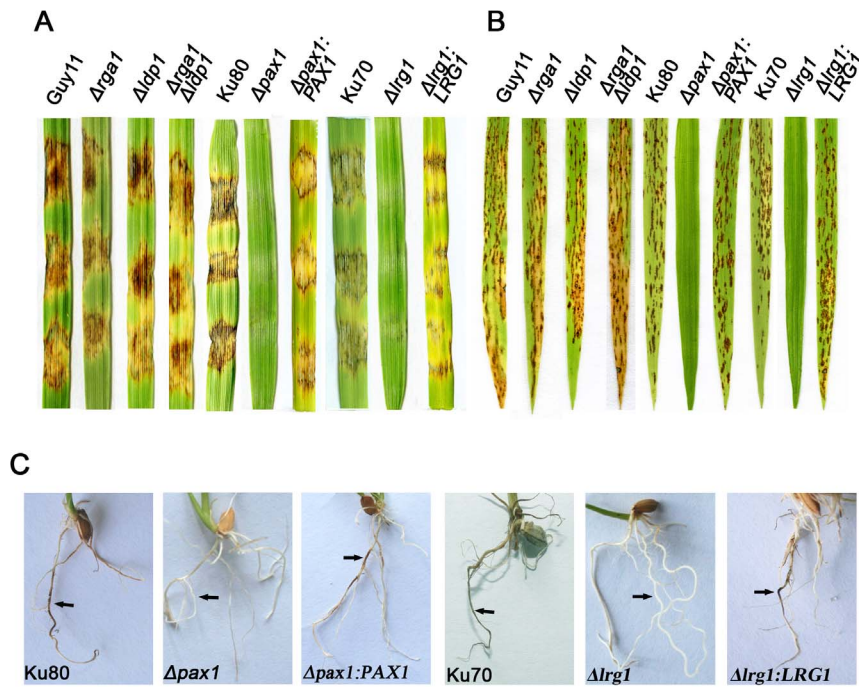 A
Guy11
Δrga1
Δldp1
Δrga1
Δldp1
Ku80
Δpax1
Δpax1:
PAX1
Ku70
Δlrg1
Δlrg1:
LRG1
B
Guy11
Δrga1
Δldp1
Δrga1
Δldp1
Ku80
Δpax1
Δpax1:
PAX1
Ku70
Δlrg1
Δlrg1:
LRG1
C
Ku80
Δpax1
Δpax1:PAX1
Ku70
Δlrg1
Δlrg1:LRG1